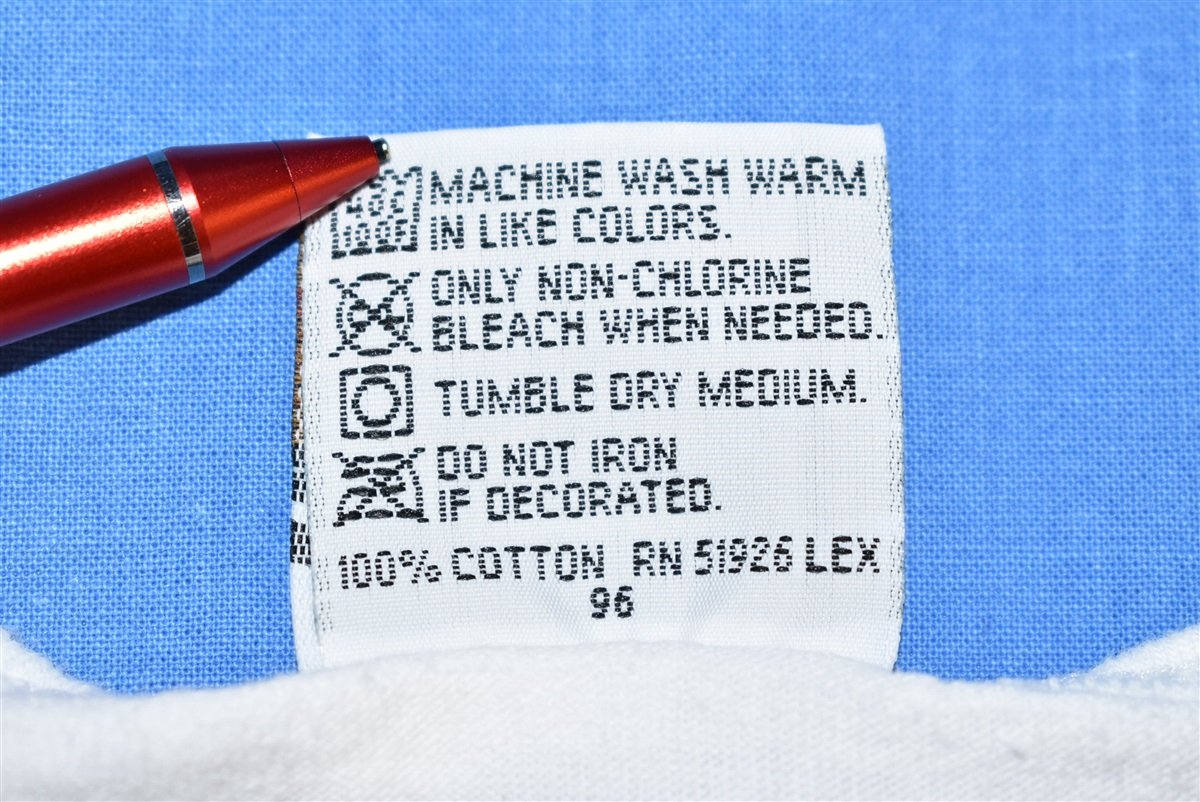 MACHINE WASH WARM
IN LIKE COLORS.
ONLY NON-CHLORINE
BLEACH WHEN NEEDED.
TUMBLE DRY MEDIUM.
DO NOT IRON
IF DECORATED.
100% COTTON RN 51926 LEX
96